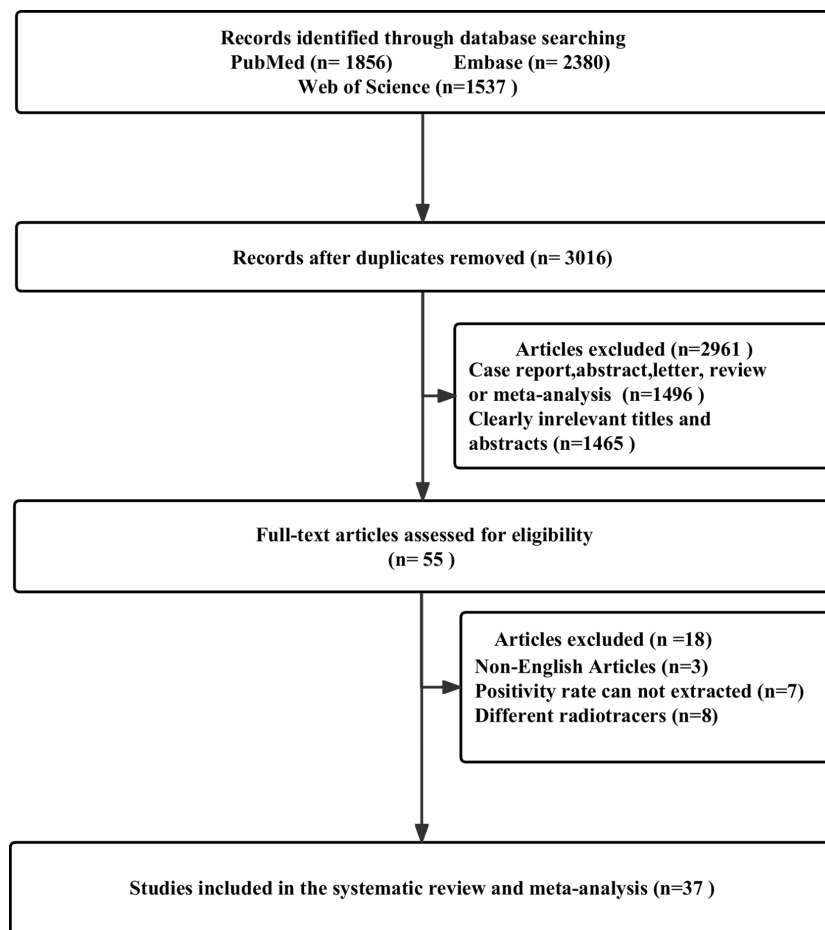 Records identified through database searching
PubMed (n= 1856) Embase (n= 2380)
Web of Science (n=1537 )
Records after duplicates removed (n= 3016)
Articles excluded (n=2961 )
Case report,abstract,letter, review
or meta-analysis (n=1496 )
Clearly inrelevant titles and
abstracts (n=1465 )
Full-text articles assessed for eligibility
(n= 55 )
Articles excluded (n =18)
Non-English Articles (n=3)
Positivity rate can not extracted (n=7)
Different radiotracers (n=8)
Studies included in the systematic review and meta-analysis (n=37 )